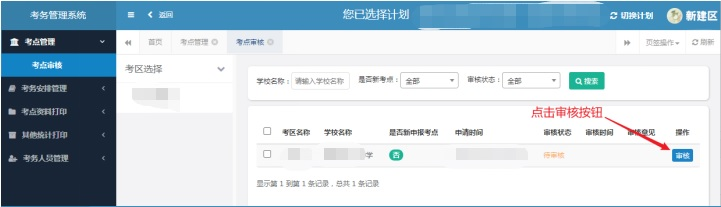 考务管理系统
返回
您已选择计划
切换计划
新建区
考点管理
考点审核
考务安排管理
考点资料打印
其他统计打印
考务人员管理
首页
考点管理
考点审核
页签操作
刷新
考区选择
学校名称：
请输入学校名称
是否新考点：
全部
审核状态：
全部
搜索
点击审核按钮
考区名称 学校名称 是否新申报考点 申请时间 审核状态 审核时间 审核意见 操作
学 否 待审核 审核
显示第 1 到第 1 条记录，总共 1 条记录